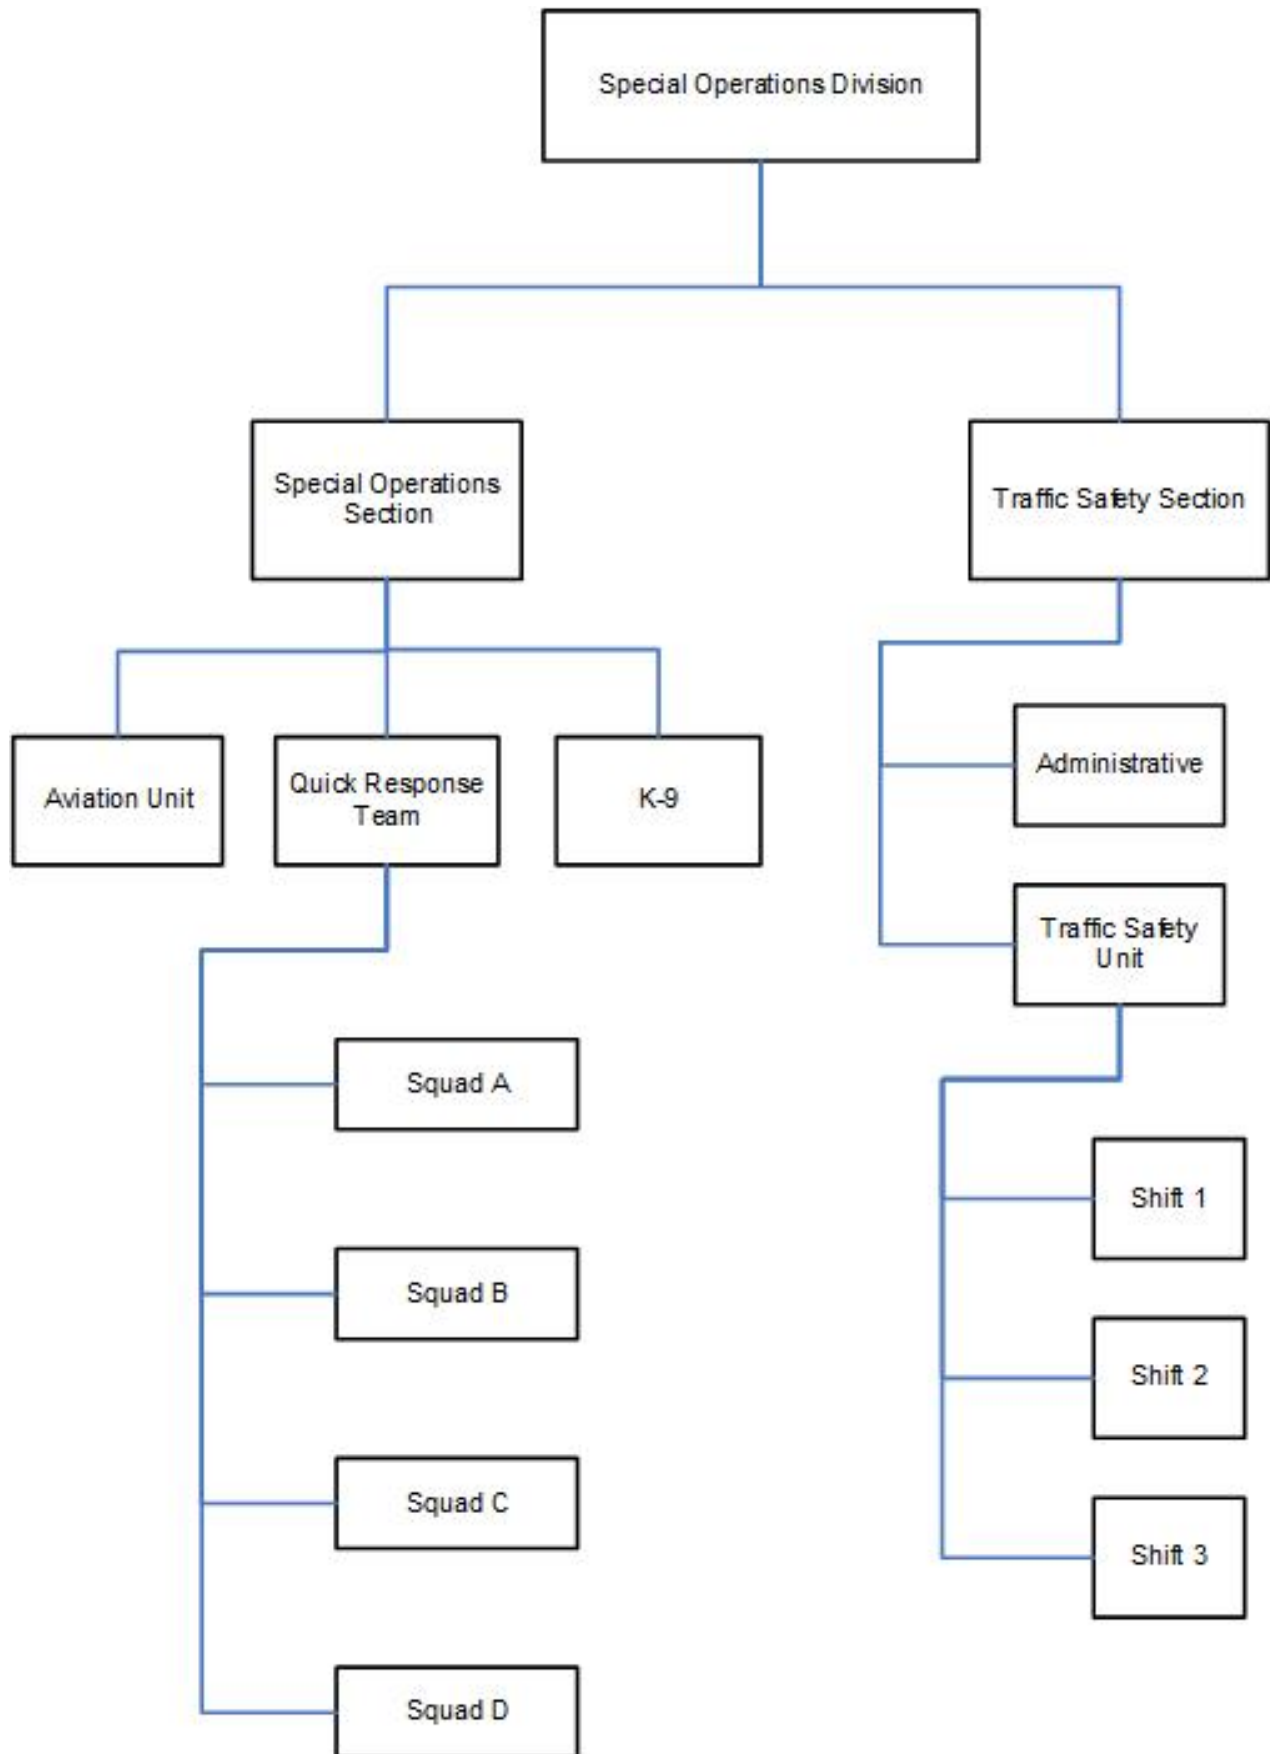 Special Operations Division
Special Operations
Section
Traffic Safety Section
Aviation Unit
Quick Response
Team
K-9
Administrative
Traffic Safety
Unit
Squad A
Squad B
Squad C
Squad D
Shift 1
Shift 2
Shift 3